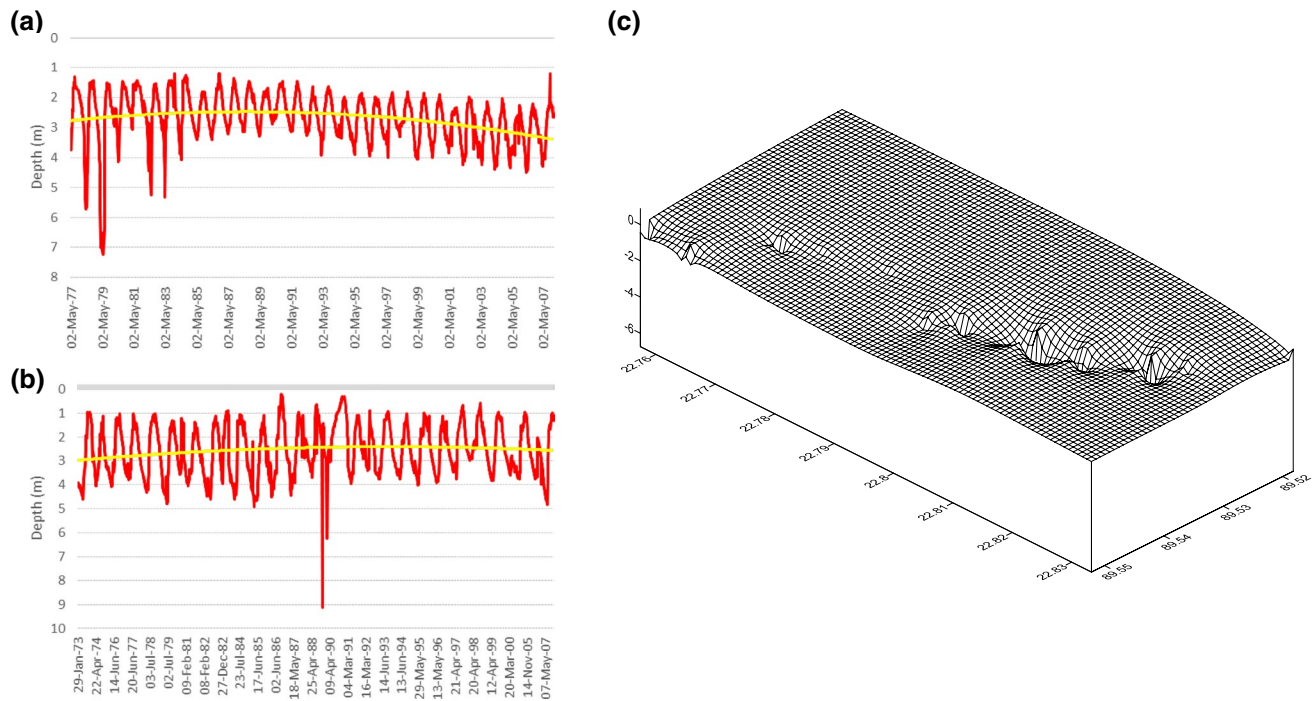 (a)
0
1
2
3
4
5
6
7
8
Depth (m)
02-May-77
02-May-79
02-May-81
02-May-83
02-May-85
02-May-87
02-May-89
02-May-91
02-May-93
02-May-95
02-May-97
02-May-99
02-May-01
02-May-03
02-May-05
02-May-07
(b)
0
1
2
3
4
5
6
7
8
9
10
Depth (m)
29-Jan-73
22-Apr-74
14-Jun-76
20-Jun-77
03-Jul-78
02-Jul-79
09-Feb-81
08-Feb-82
27-Dec-82
23-Jul-84
17-Jun-85
02-Jun-86
18-May-87
25-Apr-88
09-Apr-90
04-Mar-91
16-Mar-92
14-Jun-93
13-Jun-94
29-May-95
13-May-96
21-Apr-97
20-Apr-98
12-Apr-99
20-Mar-00
14-Nov-05
07-May-07
(c)
0
-2
-4
-6
22.76
22.77
22.78
22.79
22.8
22.81
22.82
22.83
89.55
89.54
89.53
89.52